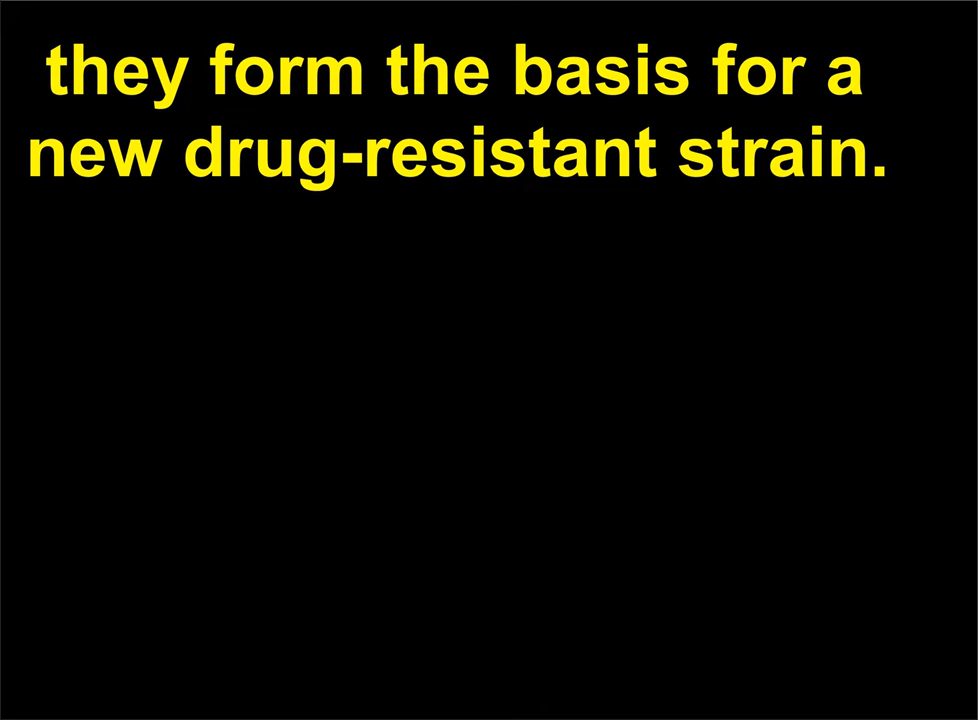 they form the basis for a
new drug-resistant strain.